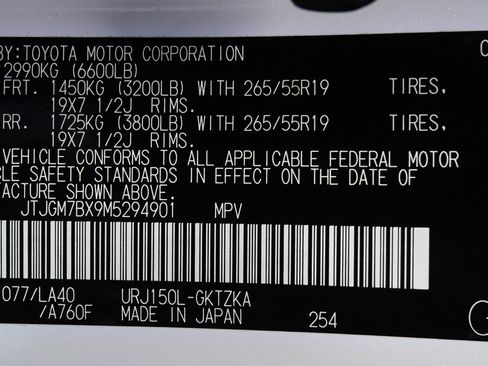 BY:TOYOTA MOTOR CORPORATION
2990KG (6600LB)
FRT. 1450KG (3200LB) WITH 265/55R19 TIRES,
19X7 1/2J RIMS.
RR. 1725KG (3800LB) WITH 265/55R19 TIRES,
19X7 1/2J RIMS.
VEHICLE CONFORMS TO ALL APPLICABLE FEDERAL MOTOR
CLE SAFETY STANDARDS IN EFFECT ON THE DATE OF
FACTURE SHOWN ABOVE.
JTJGM7BX9M5294901 MPV
077/LA40 URJ150L-GKTZKA
/A760F MADE IN JAPAN 254